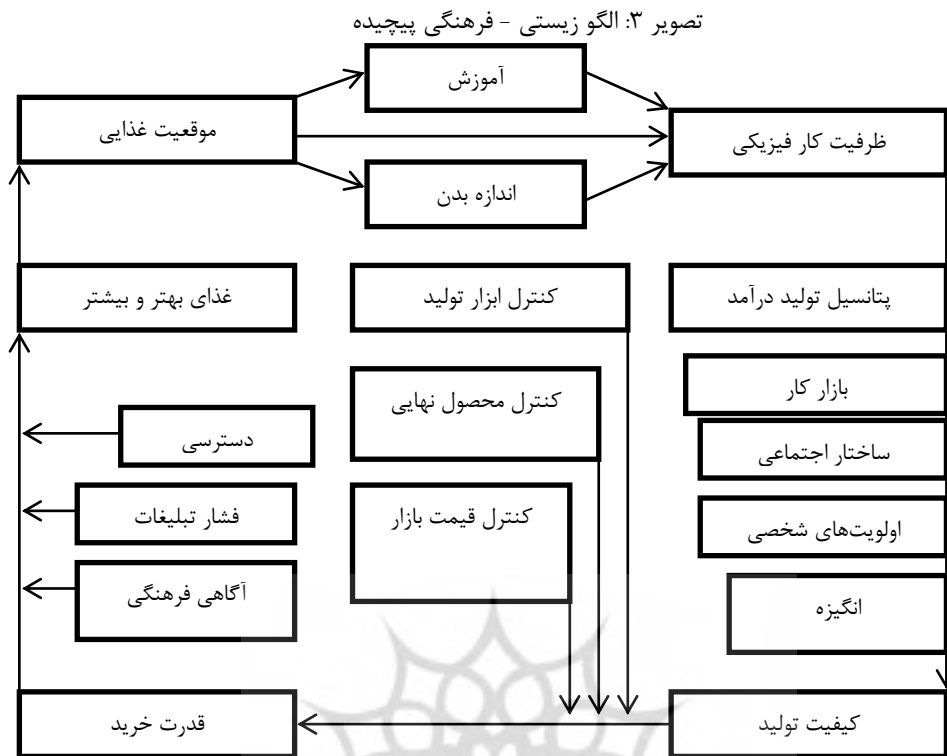 تصویر ۳: الگو زیستی - فرهنگی پیچیده
آموزش
موقعیت غذایی
ظرفیت کار فیزیکی
اندازه بدن
غذای بهتر و بیشتر
کنترل ابزار تولید
پتانسیل تولید درآمد
بازار کار
کنترل محصول نهایی
دسترسی
ساختار اجتماعی
فشار تبلیغات
کنترل قیمت بازار
اولویت‌های شخصی
آگاهی فرهنگی
انگیزه
قدرت خرید
کیفیت تولید